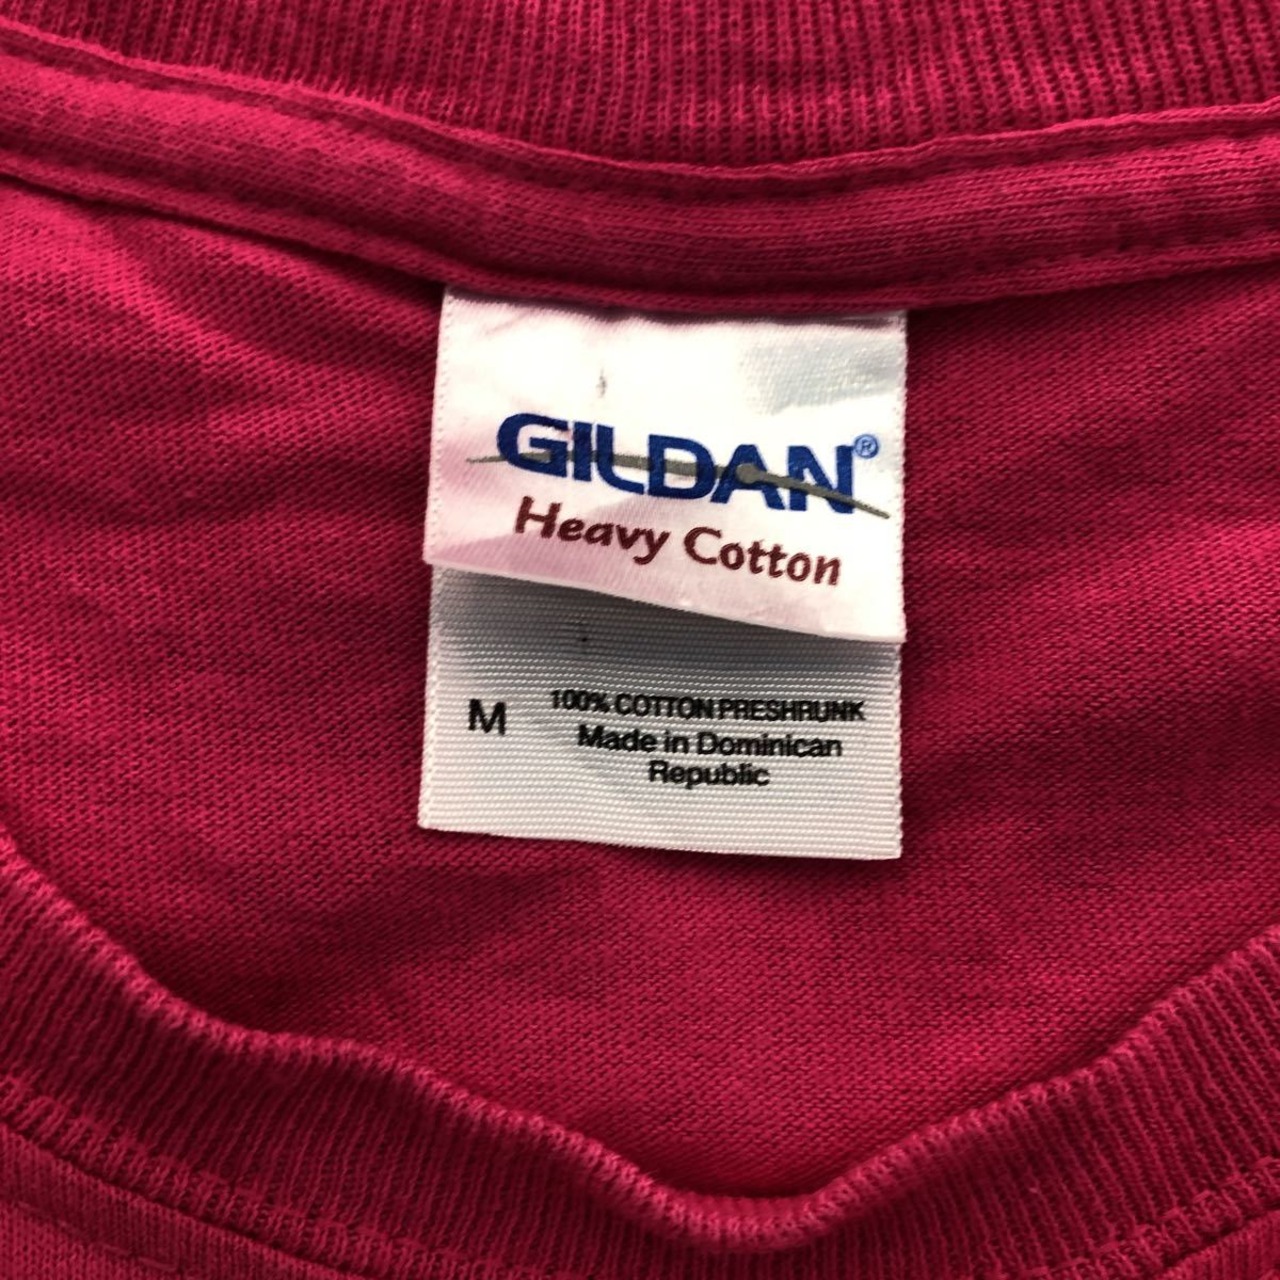 GILDAN®
Heavy Cotton
M
100% COTTON PRESHRUNK
Made in Dominican
Republic